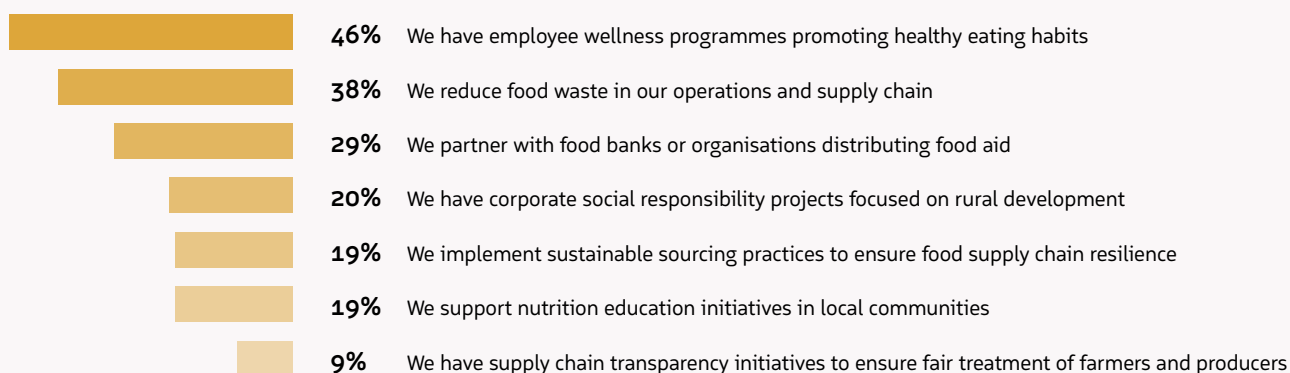 46% We have employee wellness programmes promoting healthy eating habits
38% We reduce food waste in our operations and supply chain
29% We partner with food banks or organisations distributing food aid
20% We have corporate social responsibility projects focused on rural development
19% We implement sustainable sourcing practices to ensure food supply chain resilience
19% We support nutrition education initiatives in local communities
9% We have supply chain transparency initiatives to ensure fair treatment of farmers and producers